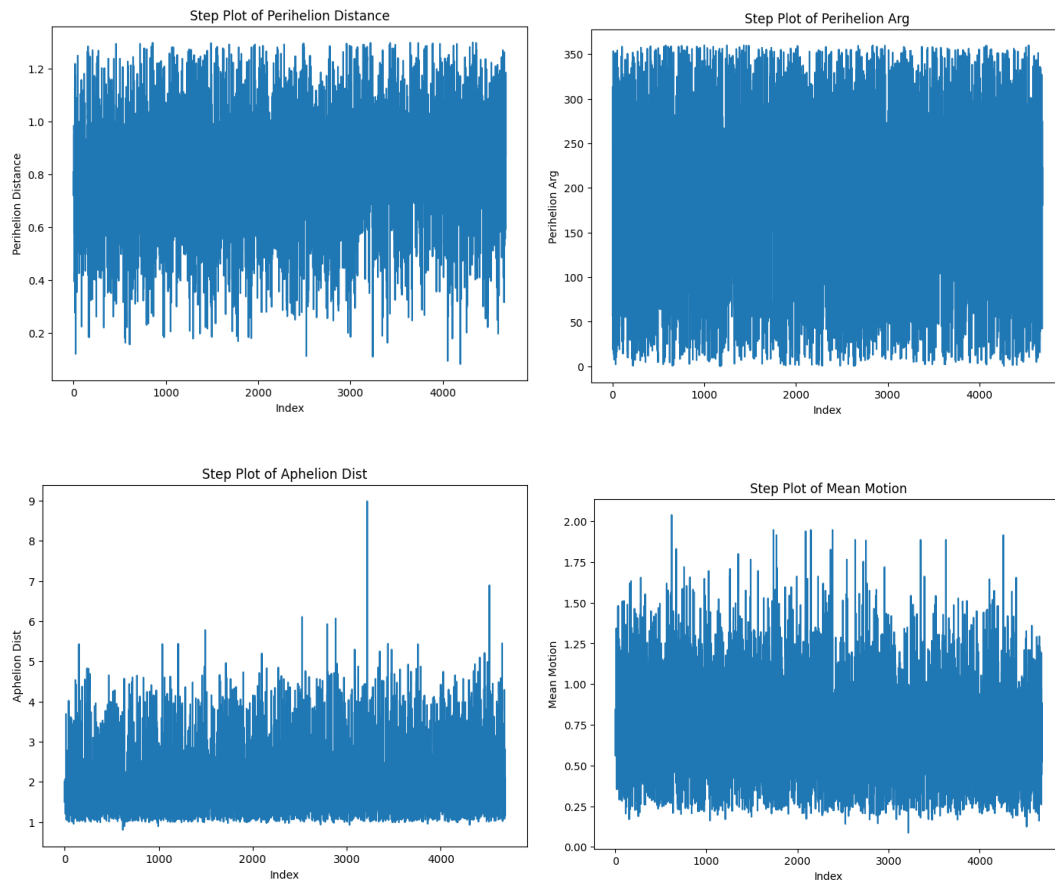 Step Plot of Perihelion Distance
Perihelion Distance
1.2
1.0
0.8
0.6
0.4
0.2
0 1000 2000 3000 4000
Index
Step Plot of Perihelion Arg
Perihelion Arg
350
300
250
200
150
100
50
0
0 1000 2000 3000 4000
Index
Step Plot of Aphelion Dist
Aphelion Dist
9
8
7
6
5
4
3
2
1
0 1000 2000 3000 4000
Index
Step Plot of Mean Motion
Mean Motion
2.00
1.75
1.50
1.25
1.00
0.75
0.50
0.25
0.00
0 1000 2000 3000 4000
Index